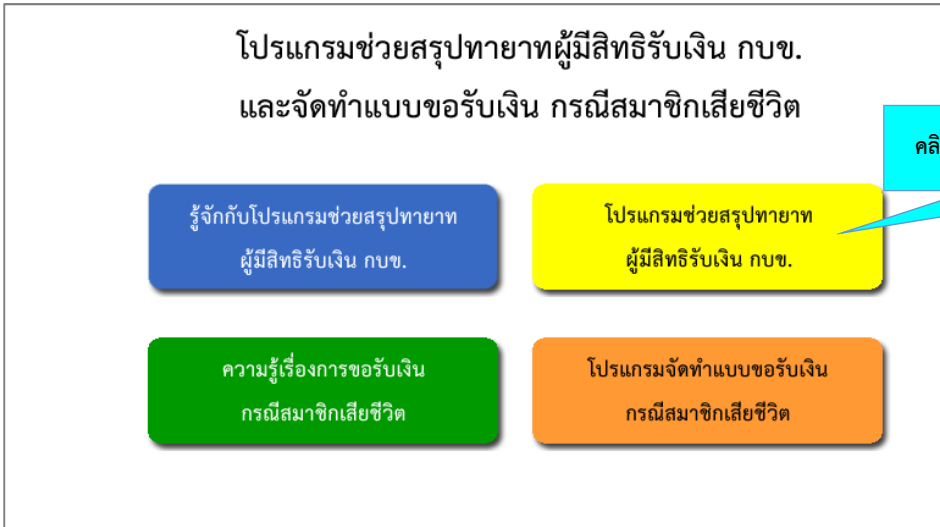 โปรแกรมช่วยสรุปทายาทผู้มีสิทธิรับเงิน กบข.
และจัดทำแบบขอรับเงิน กรณีสมาชิกเสียชีวิต
รู้จักกับโปรแกรมช่วยสรุปทายาท
ผู้มีสิทธิรับเงิน กบข.
โปรแกรมช่วยสรุปทายาท
ผู้มีสิทธิรับเงิน กบข.
ความรู้เรื่องการขอรับเงิน
กรณีสมาชิกเสียชีวิต
โปรแกรมจัดทำแบบขอรับเงิน
กรณีสมาชิกเสียชีวิต